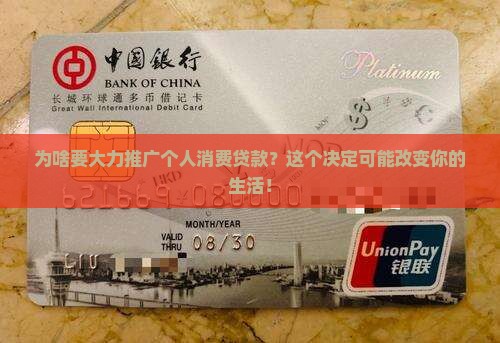 中國銀行
Platinum
BANK OF CHINA
长城环球通多币借记卡
Great Wall International Debit Card
为啥要大力推广个人消费贷款？这个决定可能改变你的
生活！
MONTH/YEAR
VALID
THRU
08/30
UnionPay
银联